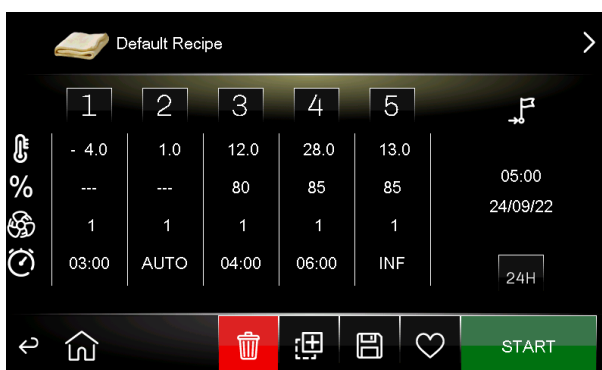 Default Recipe
1 2 3 4 5
- 4.0 1.0 12.0 28.0 13.0
% --- --- 80 85 85
05:00
24/09/22
1 1 1 1 1
03:00 AUTO 04:00 06:00 INF
24H
START